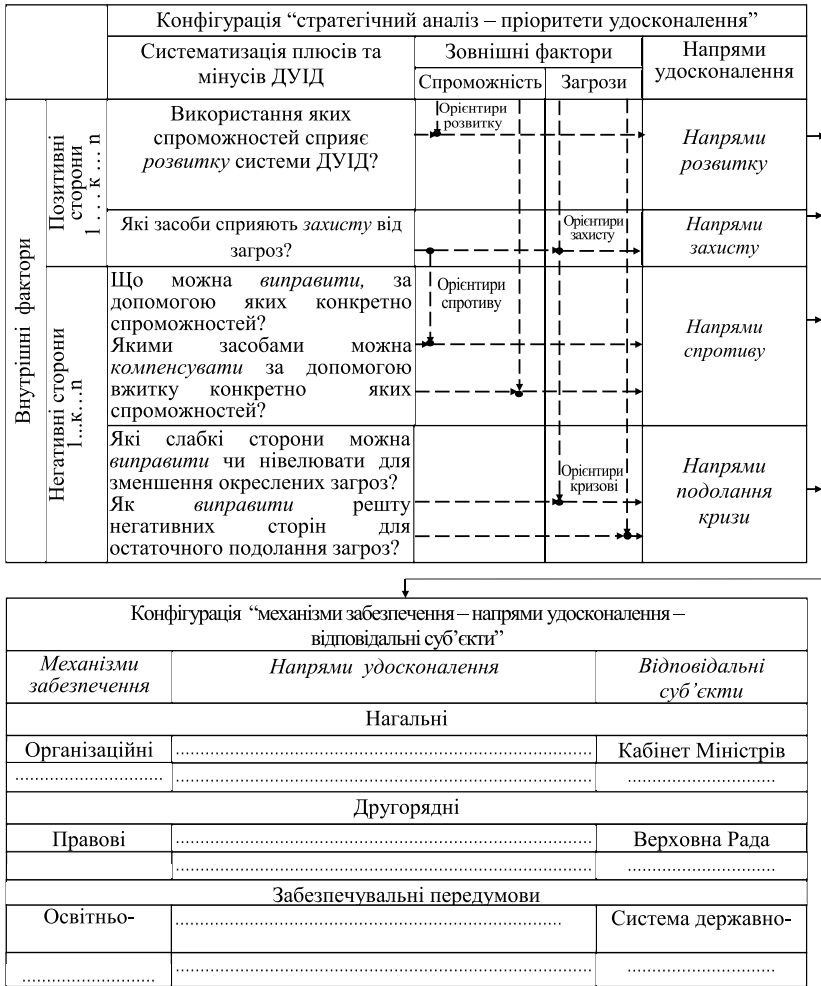 Конфігурація “стратегічний аналіз – пріоритети удосконалення”
Систематизація плюсів та
мінусів ДУІД
Зовнішні фактори
Напрями
удосконалення
Спроможність
Загрози
Внутрішні фактори
Позитивні
сторони
1 . . . . к … n
Використання яких
спроможностей сприяє
розвитку системи ДУІД?
Орієнтири
розвитку
Напрями
розвитку
Які засоби сприяють захисту від
загроз?
Орієнтири
захисту
Напрями
захисту
Негативні сторони
1...к…n
Що можна виправити, за
допомогою яких конкретно
спроможностей?
Якими засобами можна
компенсувати за допомогою
вжитку конкретно яких
спроможностей?
Орієнтири
спротиву
Напрями
спротиву
Які слабкі сторони можна
виправити чи нівелювати для
зменшення окреслених загроз?
Як виправити решту
негативних сторін для
остаточного подолання загроз?
Орієнтири
кризові
Напрями
подолання
кризи
Конфігурація “механізми забезпечення – напрями удосконалення –
відповідальні суб’єкти”
Механізми
забезпечення
Напрями удосконалення
Відповідальні
суб’єкти
Нагальні
Організаційні ………………………………………………… Кабінет Міністрів
………………… ………………………………………………… …………………
Другорядні
Правові ………………………………………………… Верховна Рада
………………………………………………… …………………
Забезпечувальні передумови
Освітньо- ……………………………………………… Система державно-
………………… ………………………………………………… …………………